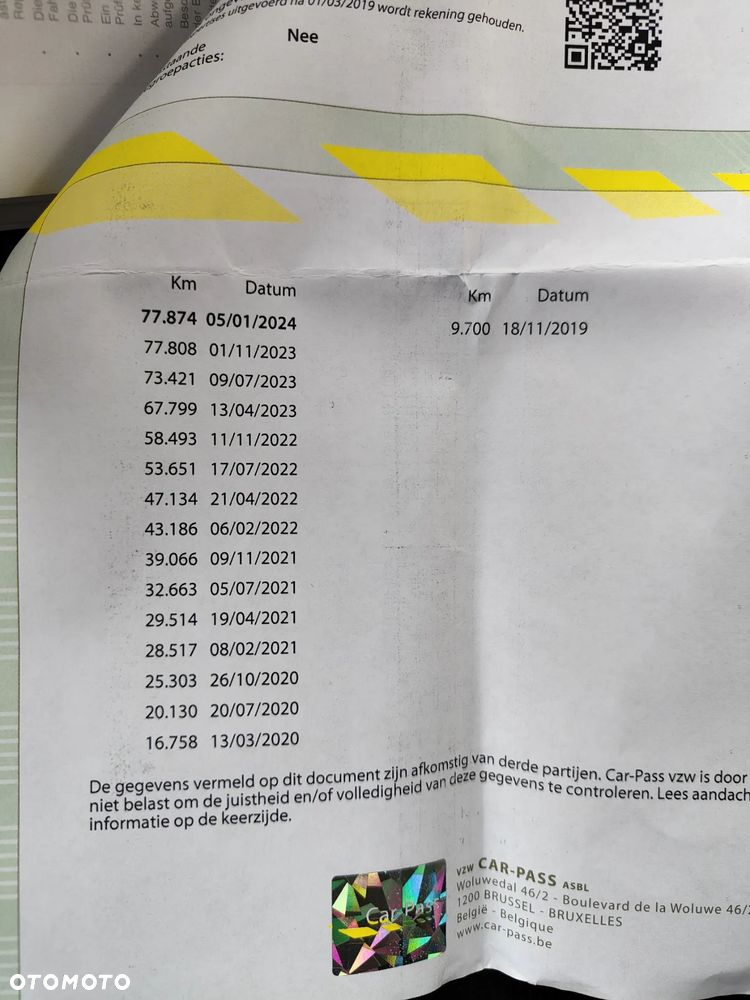 uitgevoerd na 01/03/2019 wordt rekening gehouden.
Nee
Km Datum
77.874 05/01/2024
77.808 01/11/2023
73.421 09/07/2023
67.799 13/04/2023
58.493 11/11/2022
53.651 17/07/2022
47.134 21/04/2022
43.186 06/02/2022
39.066 09/11/2021
32.663 05/07/2021
29.514 19/04/2021
28.517 08/02/2021
25.303 26/10/2020
20.130 20/07/2020
16.758 13/03/2020
Km Datum
9.700 18/11/2019
De gegevens vermeld op dit document zijn afkomstig van derde partijen. Car-Pass vzw is door
niet belast om de juistheid en/of volledigheid van deze gegevens te controleren. Lees aandach
informatie op de keerzijde.
Car-Pass
vzw CAR-PASS ASBL
Woluwedal 46/2 - Boulevard de la Woluwe 46/2
1200 BRUSSEL - BRUXELLES
België - Belgique
www.car-pass.be
OTOMOTO